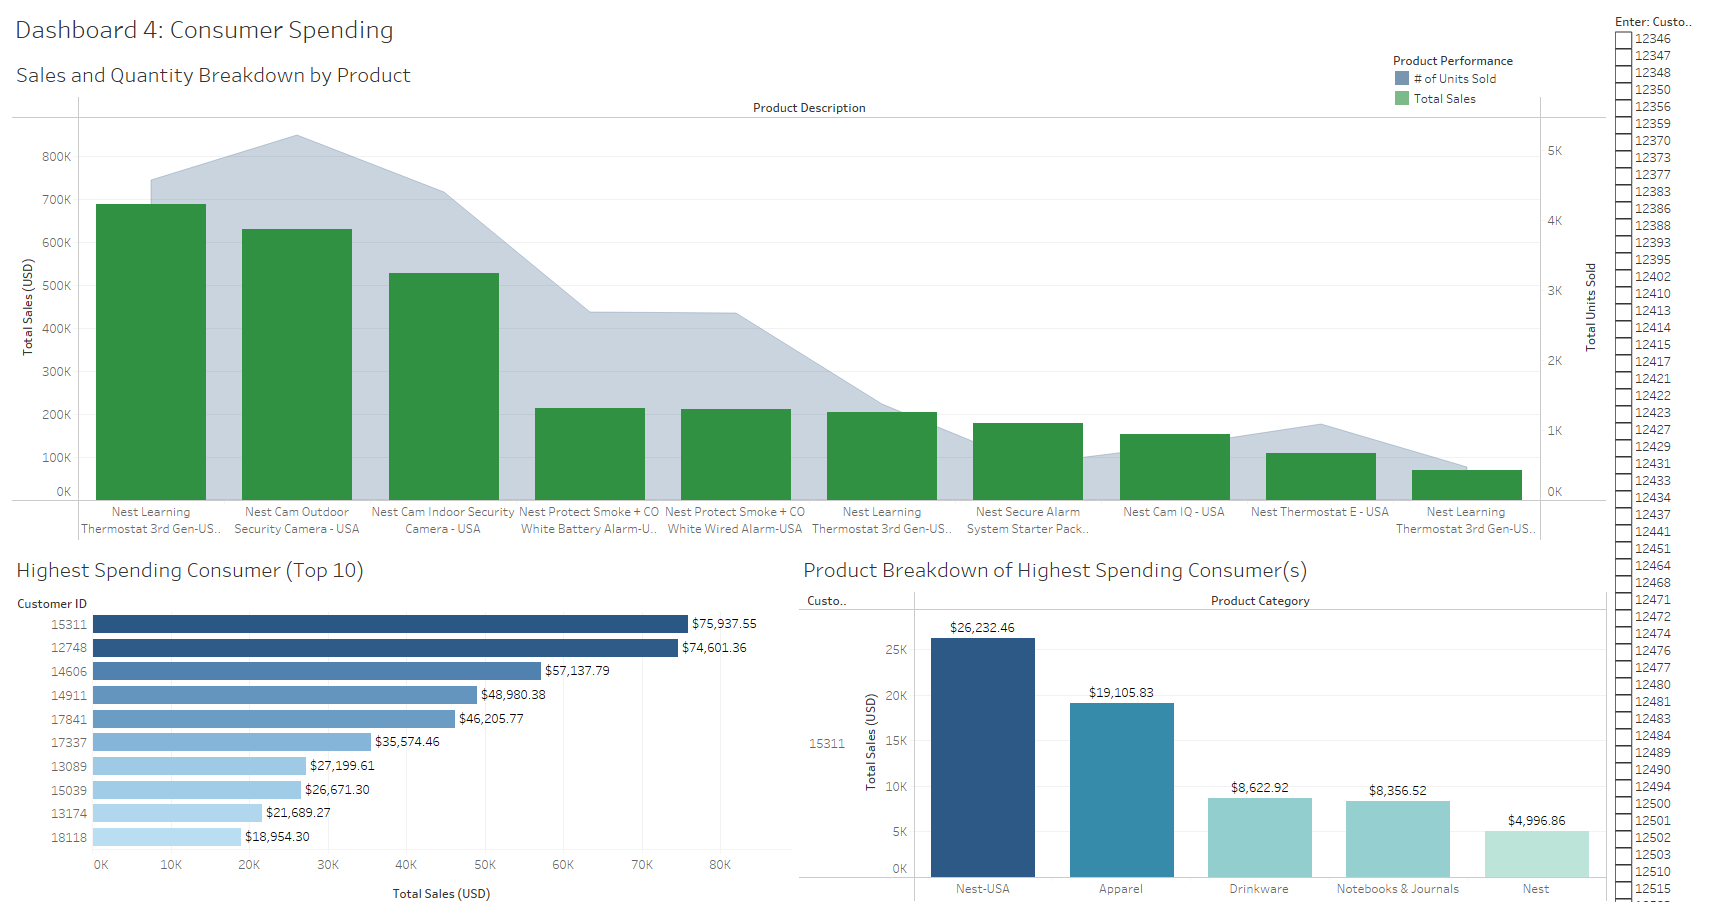 Dashboard 4: Consumer Spending
Enter: Custo..
Sales and Quantity Breakdown by Product
Product Performance
# of Units Sold
Total Sales
Product Description
Total Sales (USD)
800K
700K
600K
500K
400K
300K
200K
100K
0K
5K
4K
3K
2K
1K
0K
Total Units Sold
Nest Learning
Thermostat 3rd Gen-US..
Nest Cam Outdoor
Security Camera - USA
Nest Cam Indoor Security
Camera - USA
Nest Protect Smoke + CO
White Battery Alarm-U..
Nest Protect Smoke + CO
White Wired Alarm-USA
Nest Learning
Thermostat 3rd Gen-US..
Nest Secure Alarm
System Starter Pack..
Nest Cam IQ - USA
Nest Thermostat E - USA
Nest Learning
Thermostat 3rd Gen-US..
Highest Spending Consumer (Top 10)
Customer ID
15311 $75,937.55
12748 $74,601.36
14606 $57,137.79
14911 $48,980.38
17841 $46,205.77
17337 $35,574.46
13089 $27,199.61
15039 $26,671.30
13174 $21,689.27
18118 $18,954.30
0K 10K 20K 30K 40K 50K 60K 70K 80K
Total Sales (USD)
Product Breakdown of Highest Spending Consumer(s)
Custo..
Product Category
15311
Total Sales (USD)
25K
20K
15K
10K
5K
0K
$26,232.46
$19,105.83
$8,622.92
$8,356.52
$4,996.86
Nest-USA
Apparel
Drinkware
Notebooks & Journals
Nest
12346
12347
12348
12350
12356
12359
12370
12373
12377
12383
12386
12388
12393
12395
12402
12410
12413
12414
12415
12417
12421
12422
12423
12427
12429
12431
12433
12434
12437
12441
12451
12464
12468
12471
12472
12474
12476
12477
12480
12481
12483
12484
12489
12490
12494
12500
12501
12502
12503
12510
12515